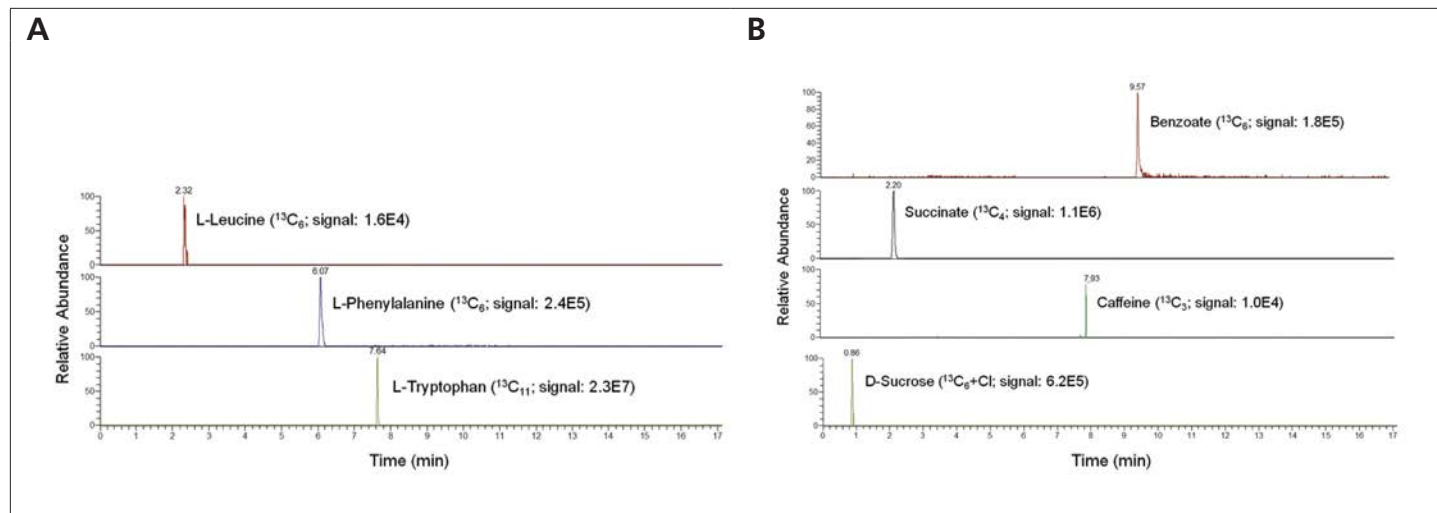 A
2.32
100
50
0
L-Leucine (¹³C₆; signal: 1.6E4)
6.07
100
50
0
L-Phenylalanine (¹³C₆; signal: 2.4E5)
7.64
100
50
0
L-Tryptophan (¹³C₁₁; signal: 2.3E7)
0 1 2 3 4 5 6 7 8 9 10 11 12 13 14 15 16 17
Relative Abundance
Time (min)
B
9.57
100
80
60
40
20
0
Benzoate (¹³C₆; signal: 1.8E5)
2.20
100
50
0
Succinate (¹³C₄; signal: 1.1E6)
7.93
100
50
0
Caffeine (¹³C₃; signal: 1.0E4)
0.86
100
50
0
D-Sucrose (¹³C₆+Cl; signal: 6.2E5)
0 1 2 3 4 5 6 7 8 9 10 11 12 13 14 15 16 17
Relative Abundance
Time (min)